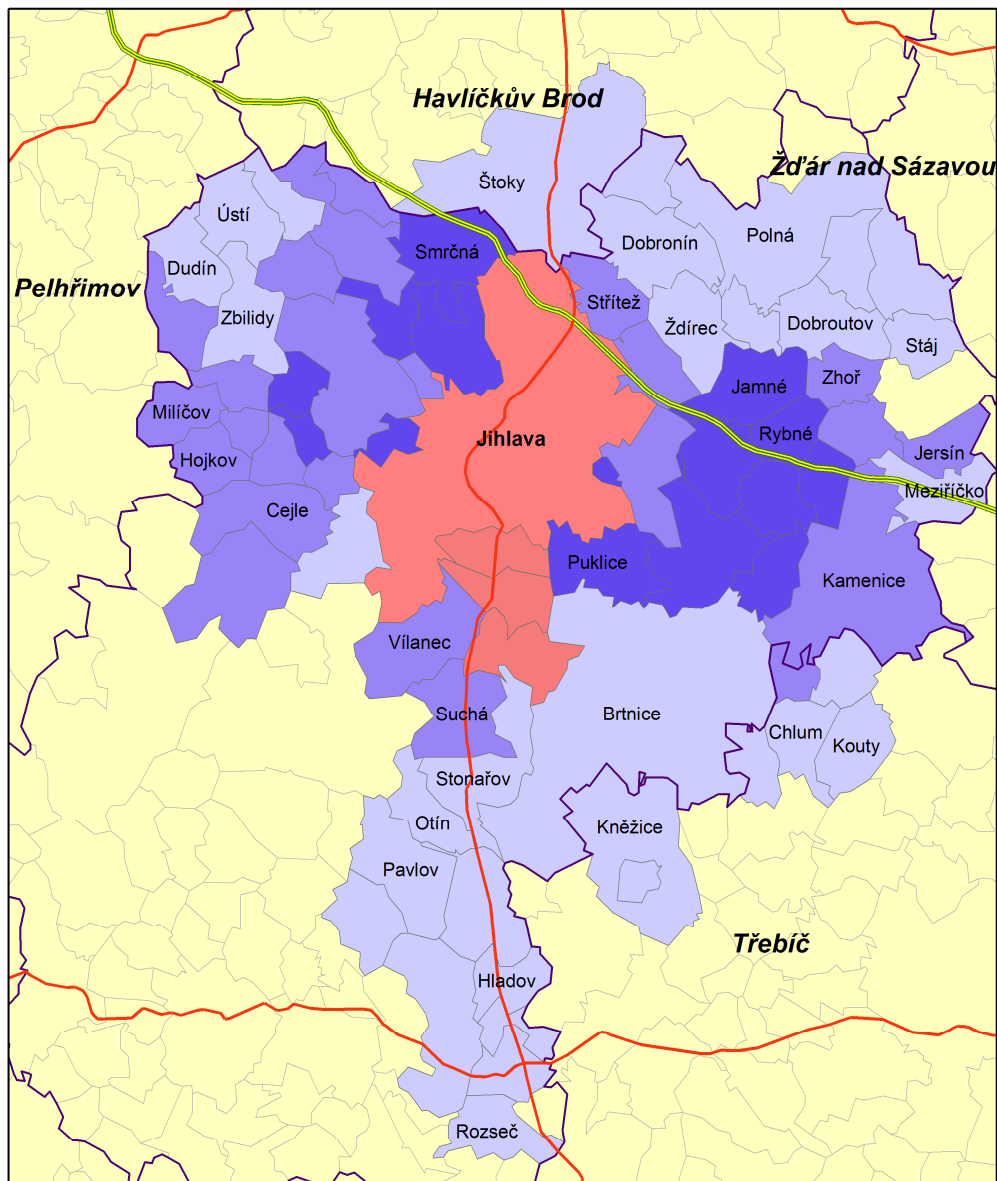 Havlíčkův Brod
Žďár nad Sázavou
Štoky
Ústí
Polná
Dobronín
Smrčná
Dudín
Pelhřimov
Střítež
Zbilidy
Dobroutov
Ždírec
Stáj
Zhoř
Jamné
Milíčov
Rybné
Jihlava
Jersín
Hojkov
Meziříčko
Cejle
Puklice
Kamenice
Vílanec
Suchá
Brtnice
Chlum
Kouty
Stonařov
Otín
Kněžice
Pavlov
Třebíč
Hladov
Rozseč